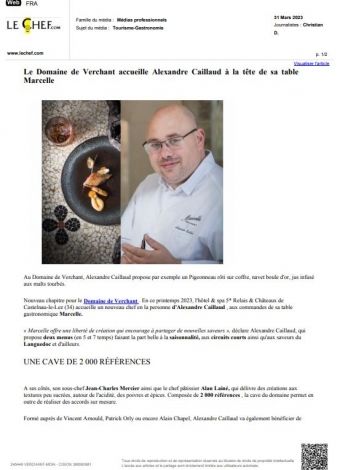 Web FRA
LE CHEF.COM
www.lechef.com
Famille du média : Médias professionnels
Sujet du média : Tourisme-Gastronomie
31 Mars 2023
Journalistes : Christian
D.
p. 1/2
Visualiser l'article
Le Domaine de Verchant accueille Alexandre Caillaud à la tête de sa table
Marcelle
Marcelle
Au Domaine de Verchant, Alexandre Caillaud propose par exemple un Pigeonneau rôti sur coffre, navet boule d'or, jus infusé
aux malts tourbés.
Nouveau chapitre pour le Domaine de Verchant . En ce printemps 2023, l'hôtel & spa 5* Relais & Châteaux de
Castelnau-le-Lez (34) accueille un nouveau chef en la personne d'Alexandre Caillaud , aux commandes de sa table
gastronomique Marcelle.
« Marcelle offre une liberté de création qui encourage à partager de nouvelles saveurs », déclare Alexandre Caillaud, qui
propose deux menus (en 5 et 7 temps) faisant la part belle à la saisonnalité, aux circuits courts ainsi qu'aux saveurs du
Languedoc et d'ailleurs.
UNE CAVE DE 2 000 RÉFÉRENCES
A ses côtés, son sous-chef Jean-Charles Mercier ainsi que le chef pâtissier Alan Lainé, qui délivre des créations aux
textures peu sucrées, autour de l'acidité, des poivres et épices. Composée de 2 000 références , la cave du domaine permet en
outre de réaliser des accords sur mesure.
Formé auprès de Vincent Arnould, Patrick Orly ou encore Alain Chapel, Alexandre Caillaud va également bénéficier de
Tous droits de reproduction et de représentation réservés au titulaire de droits de propriété intellectuelle
L'accès aux articles et le partage sont strictement limités aux utilisateurs autorisés.